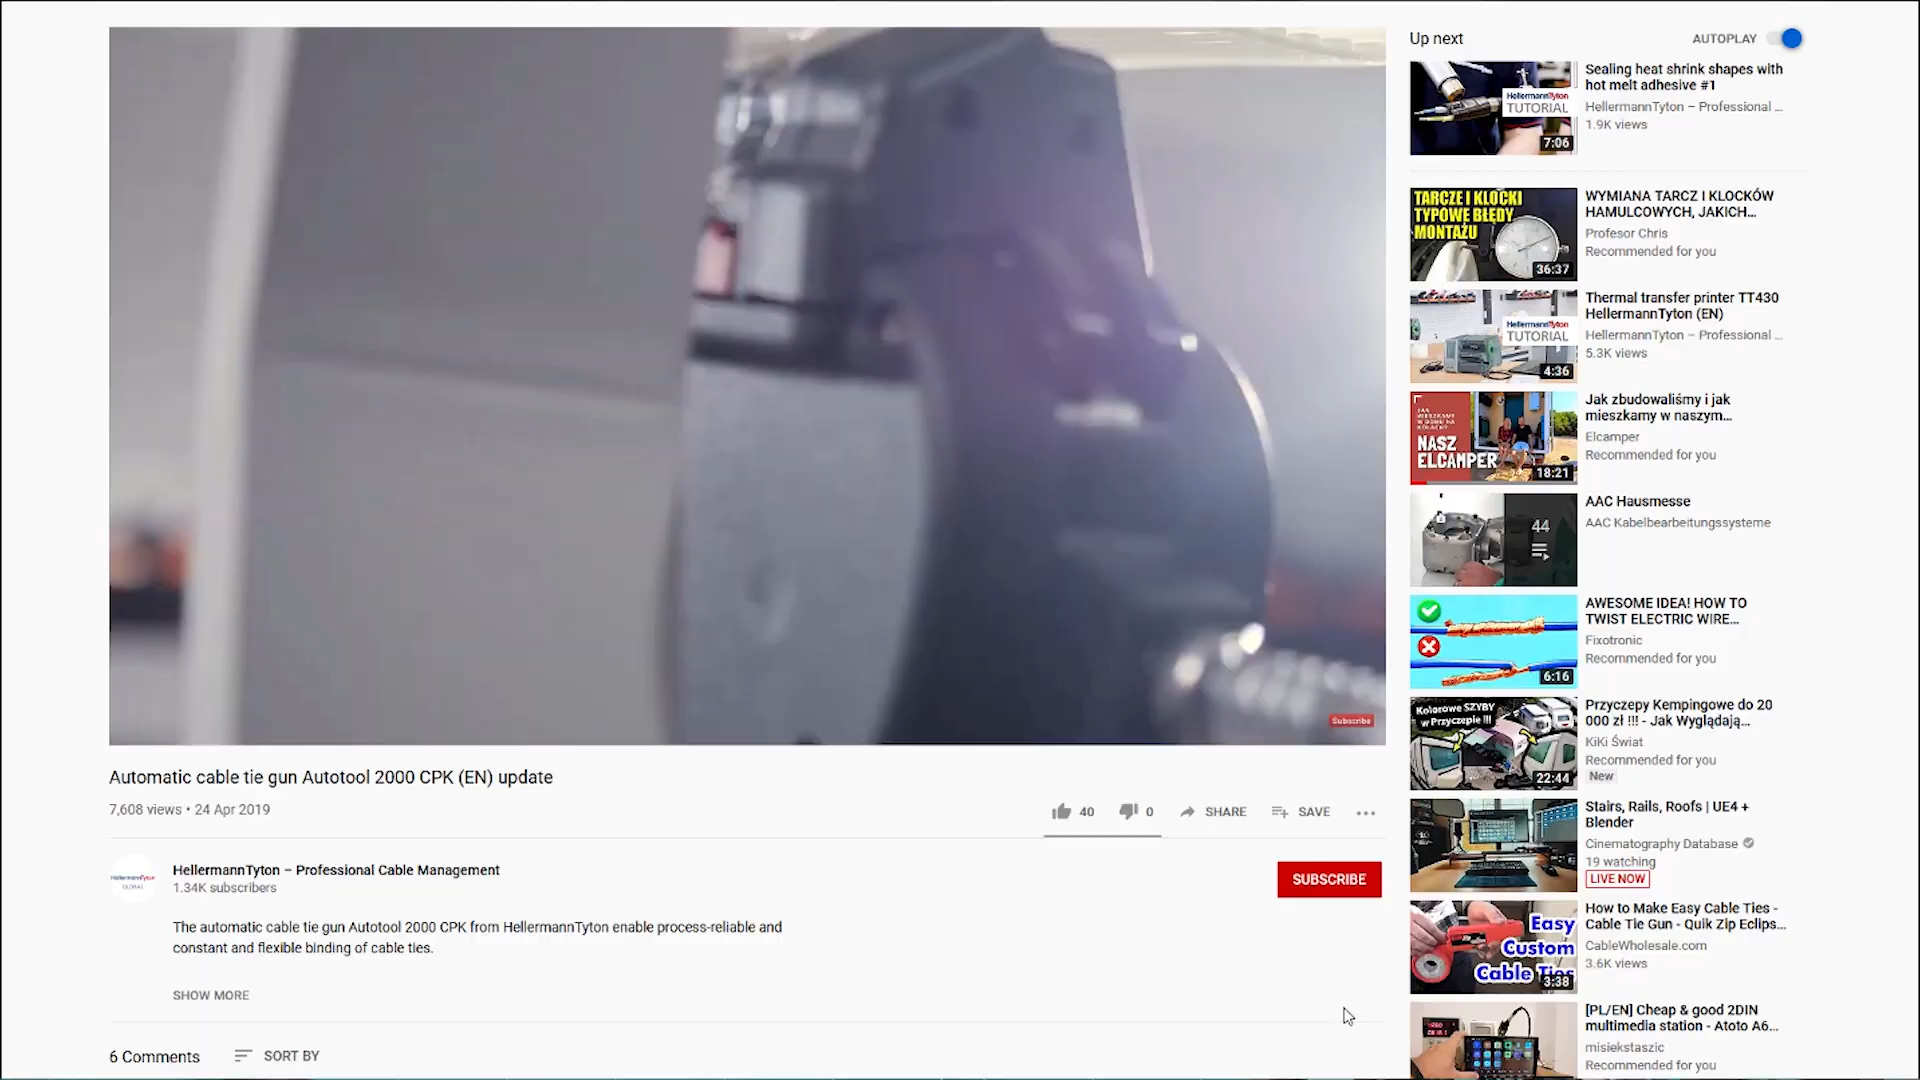 Subscribe
Automatic cable tie gun Autotool 2000 CPK (EN) update
7,608 views • 24 Apr 2019
40
0
SHARE
SAVE
HellermannTyton
GLOBAL
HellermannTyton – Professional Cable Management
1.34K subscribers
SUBSCRIBE
The automatic cable tie gun Autotool 2000 CPK from HellermannTyton enable process-reliable and
constant and flexible binding of cable ties.
SHOW MORE
6 Comments
SORT BY
Up next
AUTOPLAY
HellermannTyton
TUTORIAL
7:06
Sealing heat shrink shapes with
hot melt adhesive #1
HellermannTyton – Professional ...
1.9K views
TARCZE I KLOCKI
TYPOWE BŁĘDY
MONTAŻU
36:37
WYMIANA TARCZ I KLOCKÓW
HAMULCOWYCH, JAKICH...
Profesor Chris
Recommended for you
HellermannTyton
TUTORIAL
4:36
Thermal transfer printer TT430
HellermannTyton (EN)
HellermannTyton – Professional ...
5.3K views
NASZ
ELCAMPER
18:21
Jak zbudowaliśmy i jak
mieszkamy w naszym...
Elcamper
Recommended for you
44
AAC Hausmesse
AAC Kabelbearbeitungssysteme
6:16
AWESOME IDEA! HOW TO
TWIST ELECTRIC WIRE...
Fixotronic
Recommended for you
Kolorowe SZYBY
w Przyczepie !!!
22:44
Przyczepy Kempingowe do 20
000 zł !!! - Jak Wyglądają...
KiKi Świat
Recommended for you
New
Stairs, Rails, Roofs | UE4 +
Blender
Cinematography Database
19 watching
LIVE NOW
Easy
Custom
Cable Ties
3:38
How to Make Easy Cable Ties -
Cable Tie Gun - Quik Zip Eclips...
CableWholesale.com
3.6K views
[PL/EN] Cheap & good 2DIN
multimedia station - Atoto A6...
misiekstaszic
Recommended for you